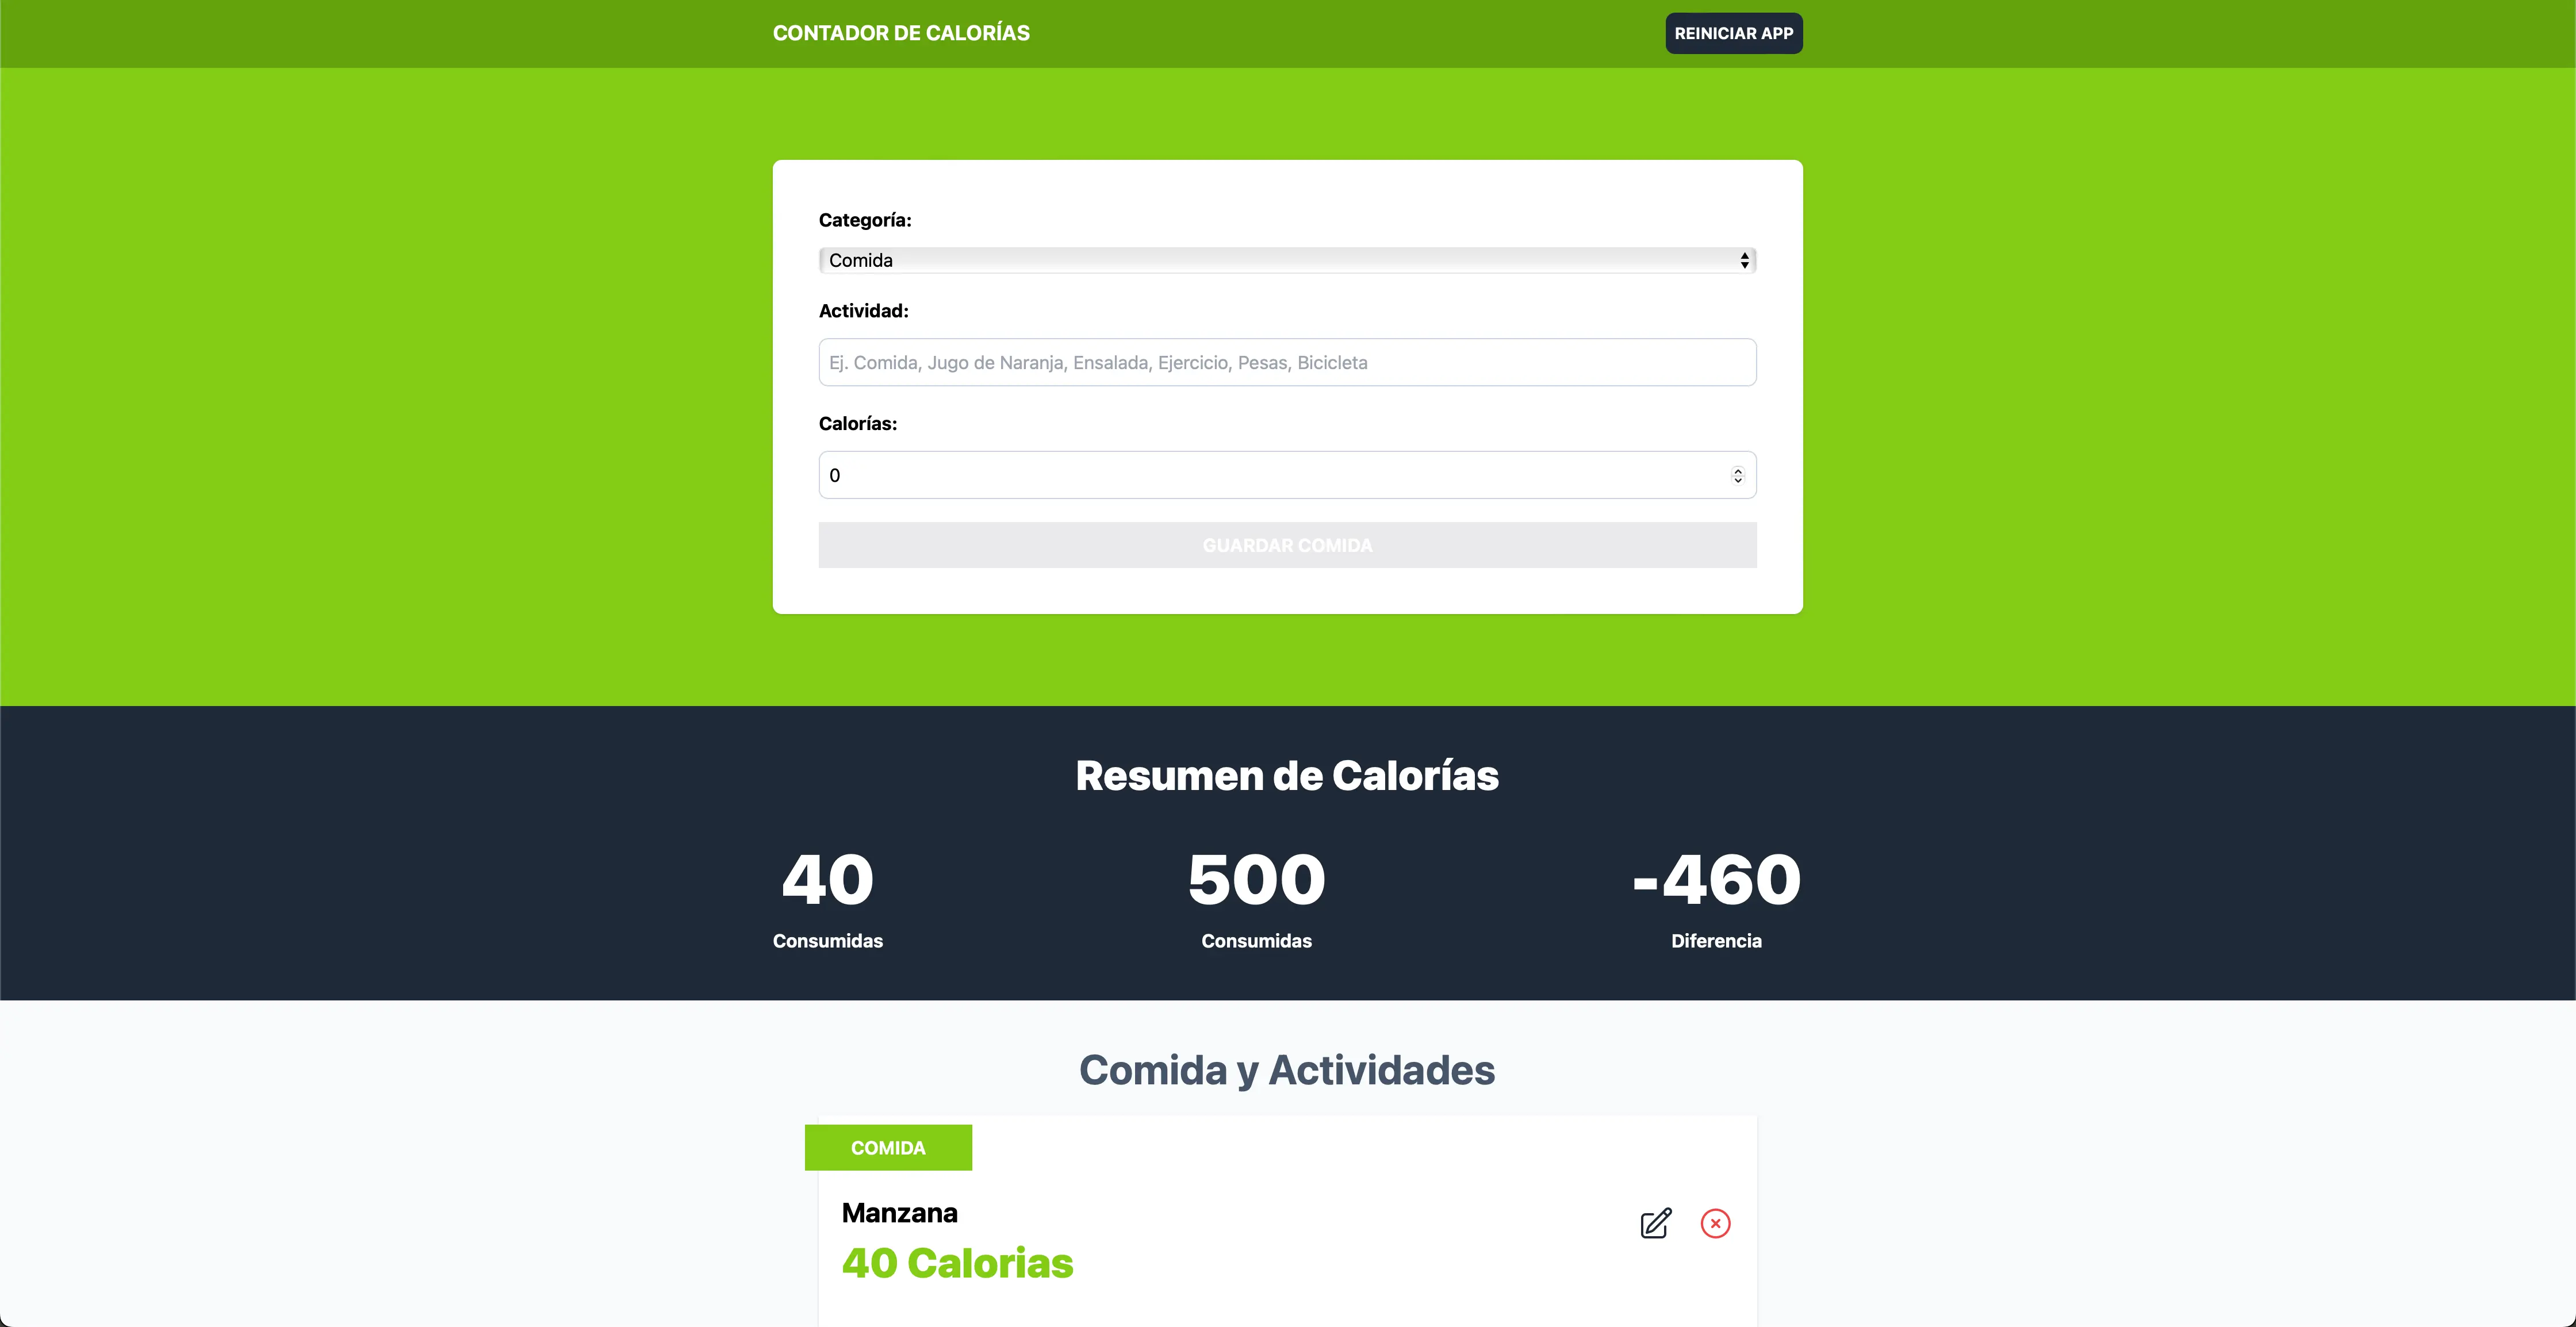 CONTADOR DE CALORÍAS
REINICIAR APP
Categoría:
Comida
Actividad:
Ej. Comida, Jugo de Naranja, Ensalada, Ejercicio, Pesas, Bicicleta
Calorías:
0
GUARDAR COMIDA
Resumen de Calorías
40
Consumidas
500
Consumidas
-460
Diferencia
Comida y Actividades
COMIDA
Manzana
40 Calorias